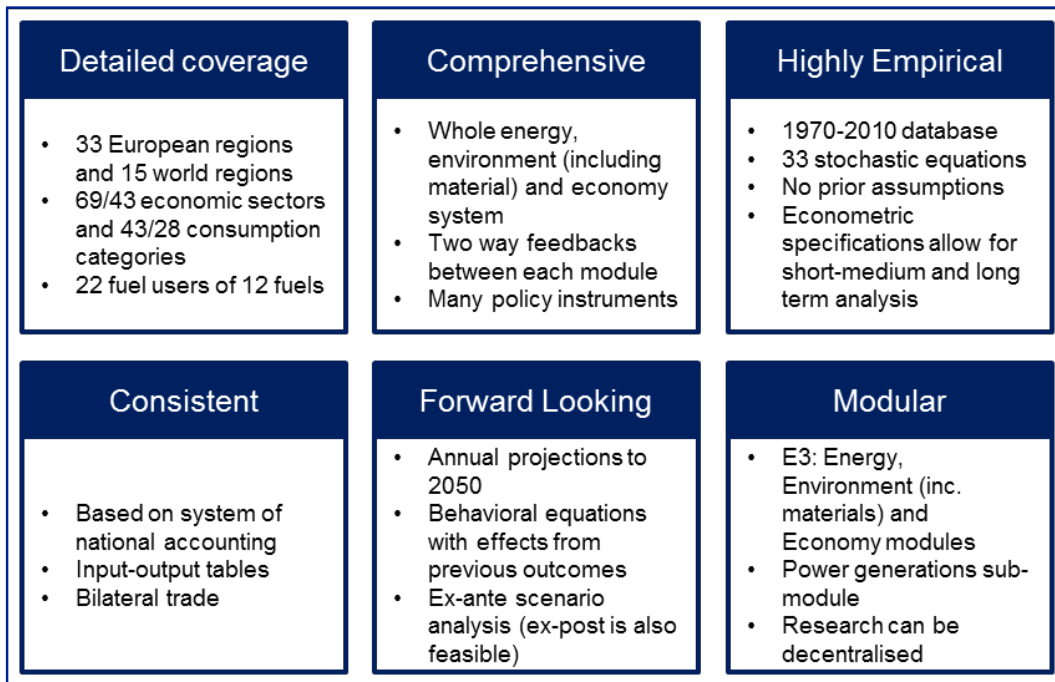 Detailed coverage
• 33 European regions
and 15 world regions
• 69/43 economic sectors
and 43/28 consumption
categories
• 22 fuel users of 12 fuels
Comprehensive
• Whole energy,
environment (including
material) and economy
system
• Two way feedbacks
between each module
• Many policy instruments
Highly Empirical
• 1970-2010 database
• 33 stochastic equations
• No prior assumptions
• Econometric
specifications allow for
short-medium and long
term analysis
Consistent
• Based on system of
national accounting
• Input-output tables
• Bilateral trade
Forward Looking
• Annual projections to
2050
• Behavioral equations
with effects from
previous outcomes
• Ex-ante scenario
analysis (ex-post is also
feasible)
Modular
• E3: Energy,
Environment (inc.
materials) and
Economy modules
• Power generations sub-
module
• Research can be
decentralised